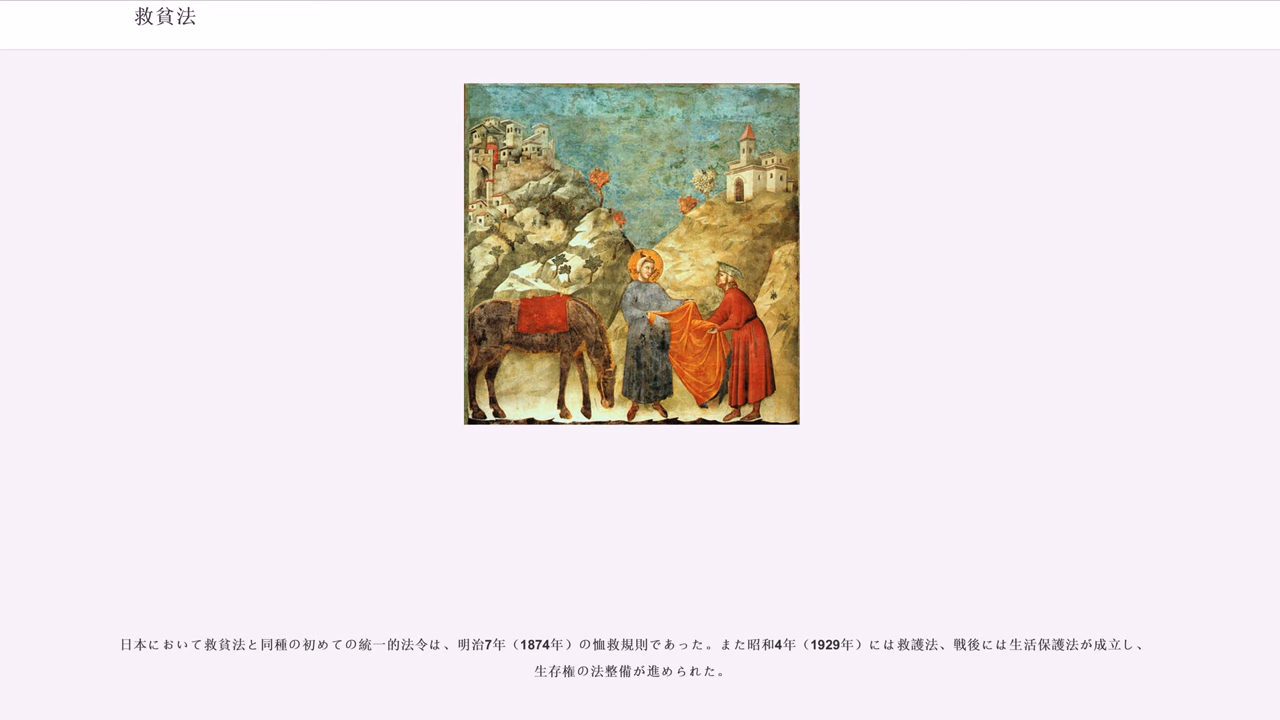 救貧法
日本において救貧法と同種の初めての統一的法令は、明治7年（1874年）の恤救規則であった。また昭和4年（1929年）には救護法、戦後には生活保護法が成立し、
生存権の法整備が進められた。